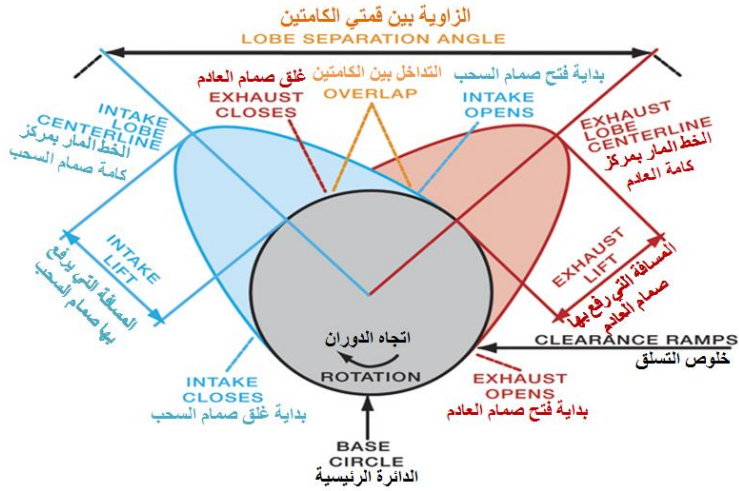 الزاوية بين قمتي الكامتين
LOBE SEPARATION ANGLE
غلق صمام العادم
EXHAUST
CLOSES
التداخل بين الكامتين
OVERLAP
بداية فتح صمام السحب
INTAKE
OPENS
INTAKE
LOBE
CENTERLINE
الخط المار بمركز
كامة صمام السحب
EXHAUST
LOBE
CENTERLINE
الخط المار بمركز
كامة العادم
INTAKE
LIFT
المسافة التي يرفع
بها صمام السحب
EXHAUST
LIFT
المسافة التي رفع بها
صمام العادم
اتجاه الدوران
ROTATION
CLEARANCE RAMPS
خلوص التسلق
INTAKE
CLOSES
بداية غلق صمام السحب
EXHAUST
OPENS
بداية فتح صمام العادم
BASE
CIRCLE
الدائرة الرئيسية